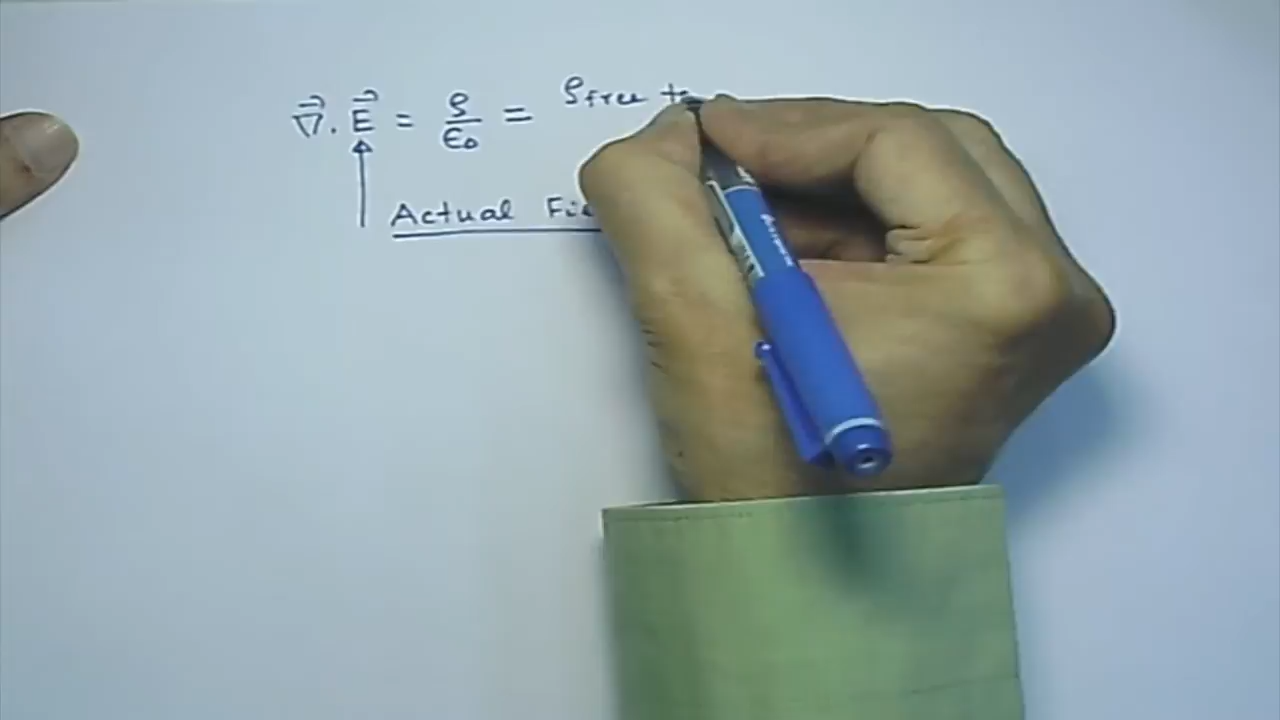 ∇⃗ . E⃗ = ρ/ε₀ = ρfree +
Actual